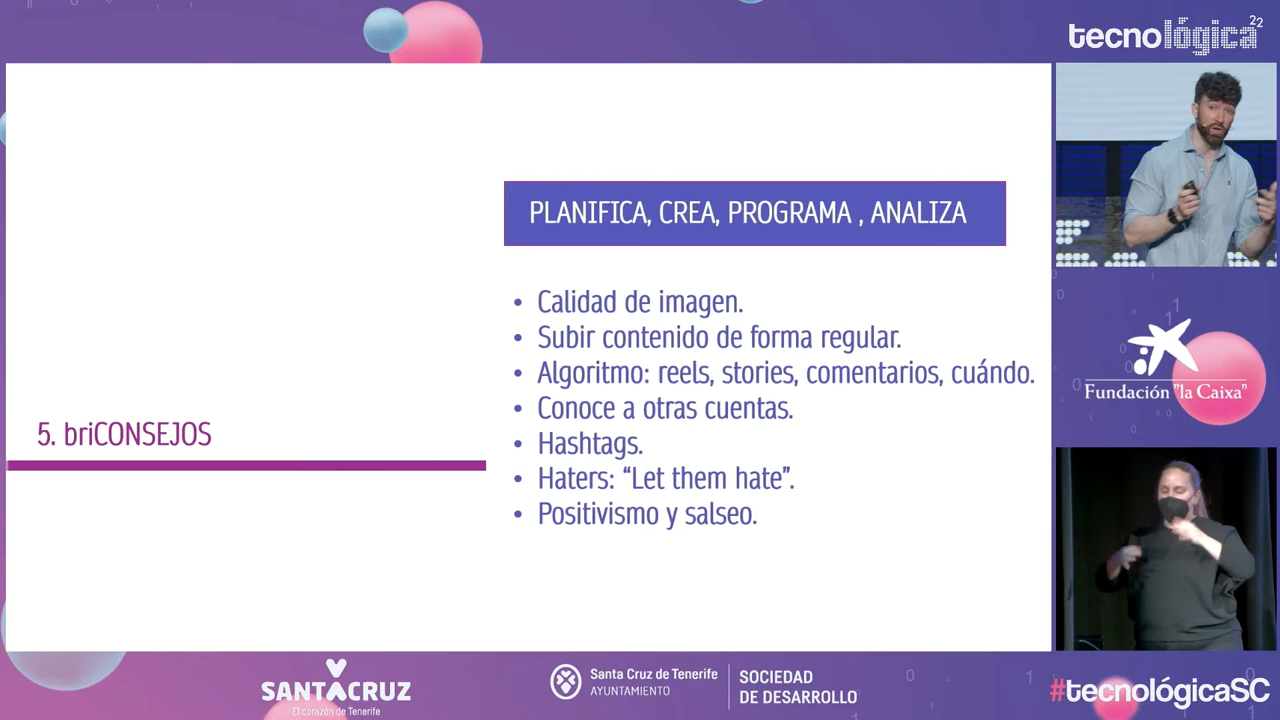 tecnológica22
PLANIFICA, CREA, PROGRAMA , ANALIZA
• Calidad de imagen.
• Subir contenido de forma regular.
• Algoritmo: reels, stories, comentarios, cuándo.
• Conoce a otras cuentas.
• Hashtags.
• Haters: “Let them hate”.
• Positivismo y salseo.
5. briCONSEJOS
Fundación "la Caixa"
SANTACRUZ
El corazón de Tenerife
Santa Cruz de Tenerife
AYUNTAMIENTO
SOCIEDAD
DE DESARROLLO
#tecnológicaSC